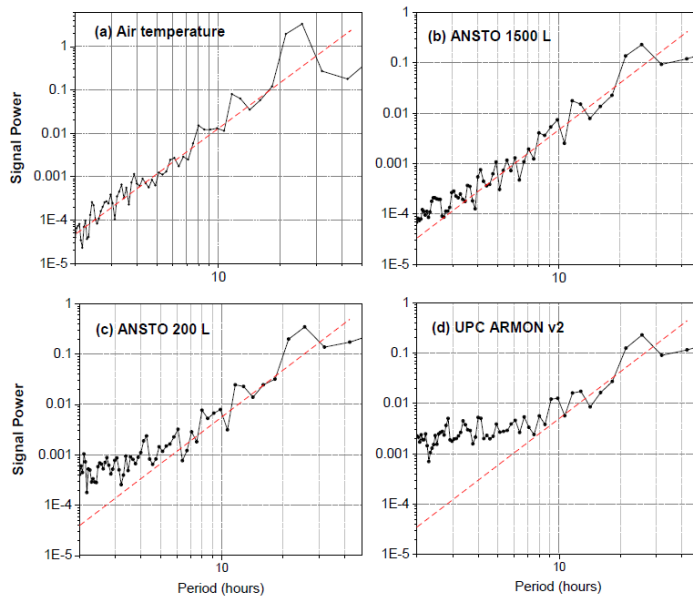 (a) Air temperature
Signal Power
1
0.1
0.01
0.001
1E-4
1E-5
10
(b) ANSTO 1500 L
1
0.1
0.01
0.001
1E-4
1E-5
10
(c) ANSTO 200 L
Signal Power
1
0.1
0.01
0.001
1E-4
1E-5
10
Period (hours)
(d) UPC ARMON v2
1
0.1
0.01
0.001
1E-4
1E-5
10
Period (hours)